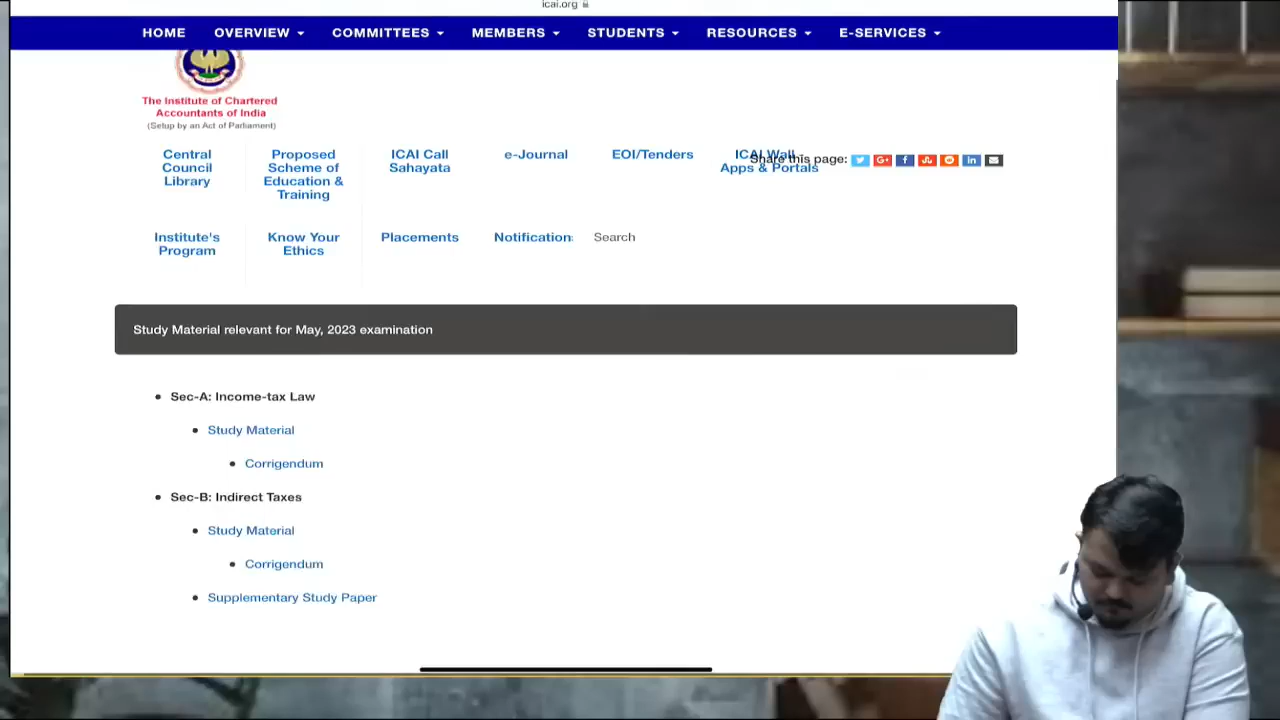 icai.org
HOME OVERVIEW COMMITTEES MEMBERS STUDENTS RESOURCES E-SERVICES
The Institute of Chartered
Accountants of India
(Setup by an Act of Parliament)
Central
Council
Library
Proposed
Scheme of
Education &
Training
ICAI Call
Sahayata
e-Journal
EOI/Tenders
ICAI Wall
Apps & Portals
Share this page:
Institute's
Program
Know Your
Ethics
Placements
Notification
Search
Study Material relevant for May, 2023 examination
Sec-A: Income-tax Law
Study Material
Corrigendum
Sec-B: Indirect Taxes
Study Material
Corrigendum
Supplementary Study Paper